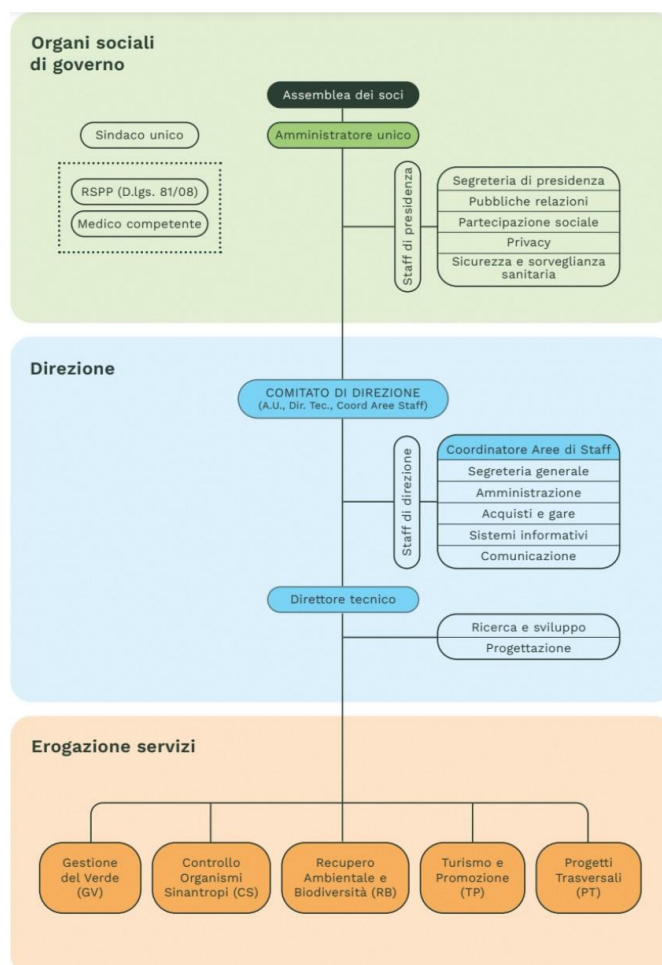 Organi sociali
di governo
Assemblea dei soci
Amministratore unico
Sindaco unico
RSPP (D.lgs. 81/08)
Medico competente
Staff di presidenza
Segreteria di presidenza
Pubbliche relazioni
Partecipazione sociale
Privacy
Sicurezza e sorveglianza
sanitaria
Direzione
COMITATO DI DIREZIONE
(A.U., Dir. Tec., Coord Aree Staff)
Staff di direzione
Coordinatore Aree di Staff
Segreteria generale
Amministrazione
Acquisti e gare
Sistemi informativi
Comunicazione
Direttore tecnico
Ricerca e sviluppo
Progettazione
Erogazione servizi
Gestione
del Verde
(GV)
Controllo
Organismi
Sinantropi (CS)
Recupero
Ambientale e
Biodiversità (RB)
Turismo e
Promozione
(TP)
Progetti
Trasversali
(PT)